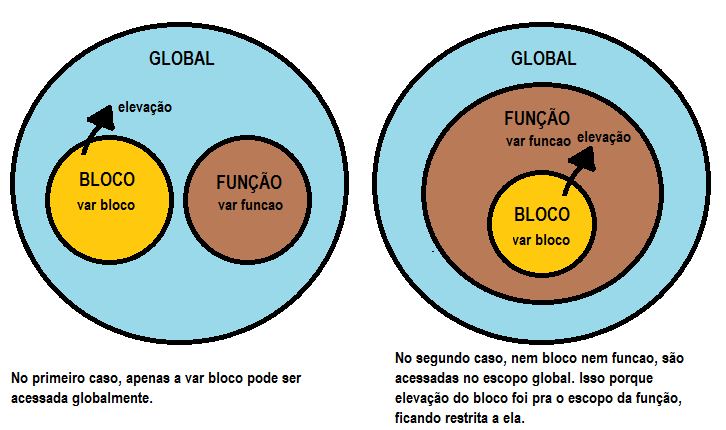 GLOBAL
elevação
BLOCO
var bloco
FUNÇÃO
var funcao
No primeiro caso, apenas a var bloco pode ser
acessada globalmente.
GLOBAL
FUNÇÃO
var funcao
elevação
BLOCO
var bloco
No segundo caso, nem bloco nem funcao, são
acessadas no escopo global. Isso porque
elevação do bloco foi pra o escopo da função,
ficando restrita a ela.